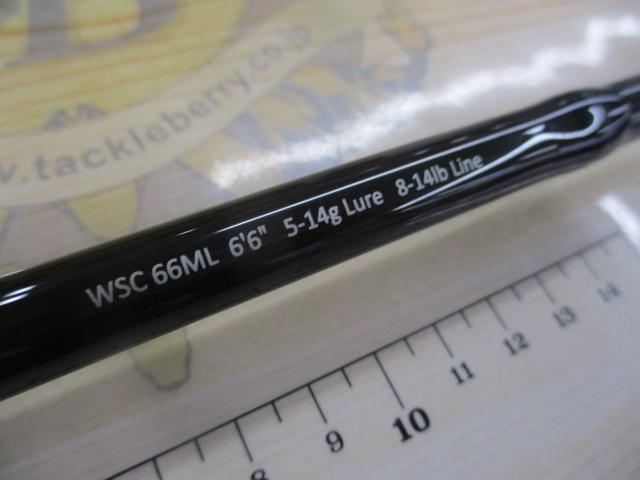 w.tackleberry.co.jp
WSC 66ML 6'6" 5-14g Lure 8-14lb Line
8 9 10 11 12 13 14